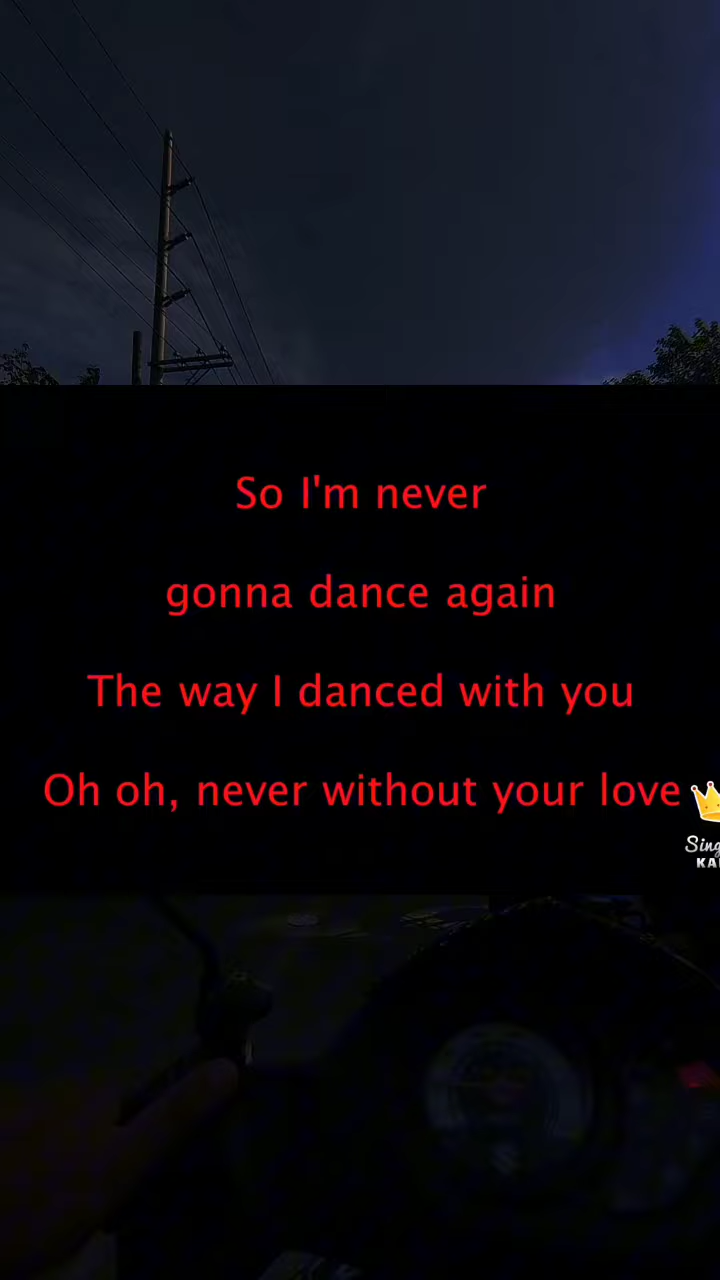 So I'm never
gonna dance again
The way I danced with you
Oh oh, never without your love